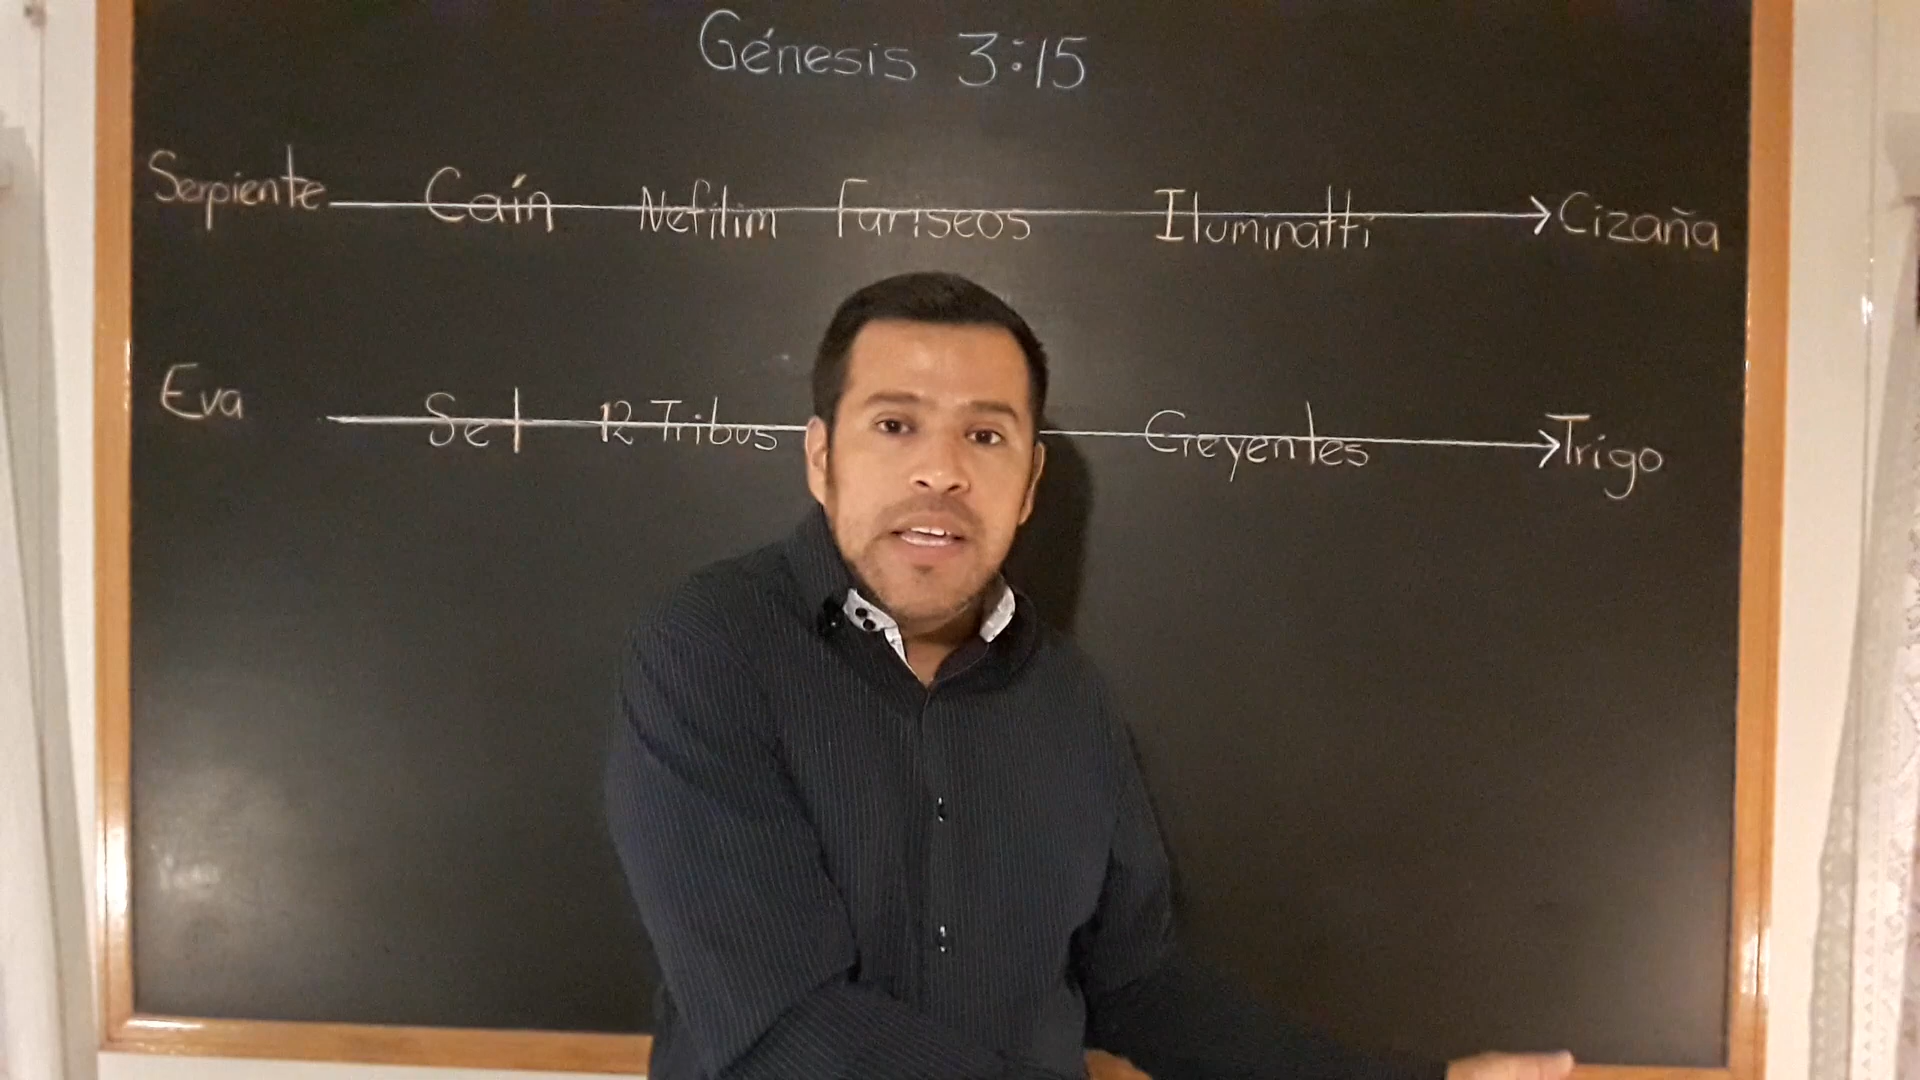 Génesis 3:15
Serpiente Caín Nefilim Fariseos Iluminatti Cizaña
Eva Set 12 Tribus Creyentes Trigo